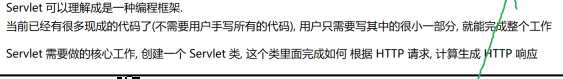 Servlet 可以理解成是一种编程框架.
当前已经有很多现成的代码了(不需要用户手写所有的代码), 用户只需要写其中的很小一部分, 就能完成整个工作
Servlet 需要做的核心工作, 创建一个 Servlet 类, 这个类里面完成如何 根据 HTTP 请求, 计算生成 HTTP 响应